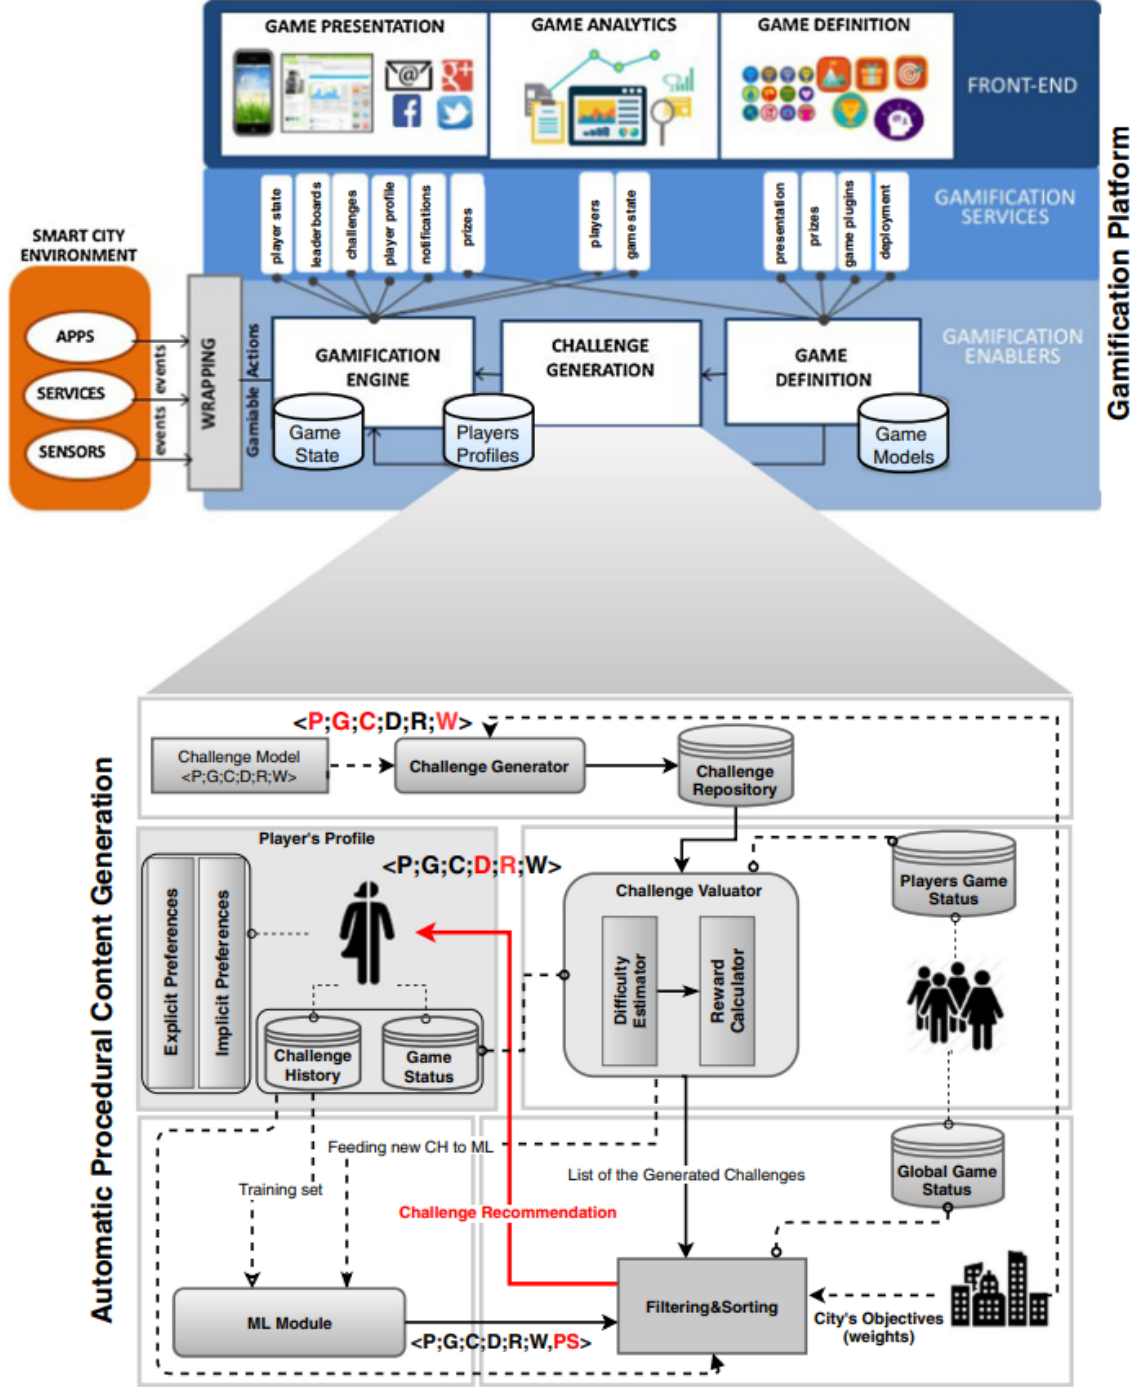 GAME PRESENTATION
GAME ANALYTICS
GAME DEFINITION
@
g+
f
FRONT-END
Gamification Platform
player state
leaderboards
challenges
player profile
notifications
prizes
players
game state
presentation
prizes
game plugins
deployment
GAMIFICATION
SERVICES
SMART CITY
ENVIRONMENT
APPS
SERVICES
SENSORS
events
events
WRAPPING
Gamiable Actions
GAMIFICATION
ENGINE
CHALLENGE
GENERATION
GAME
DEFINITION
GAMIFICATION
ENABLERS
Game
State
Players
Profiles
Game
Models
Automatic Procedural Content Generation
<P;G;C;D;R;W>
Challenge Model
<P;G;C;D;R;W>
Challenge Generator
Challenge
Repository
Player's Profile
<P;G;C;D;R;W>
Explicit Preferences
Implicit Preferences
Challenge
History
Game
Status
Challenge Valuator
Difficulty
Estimator
Reward
Calculator
Players Game
Status
Feeding new CH to ML
Training set
List of the Generated Challenges
Challenge Recommendation
Global Game
Status
ML Module
<P;G;C;D;R;W,PS>
Filtering&Sorting
City's Objectives
(weights)